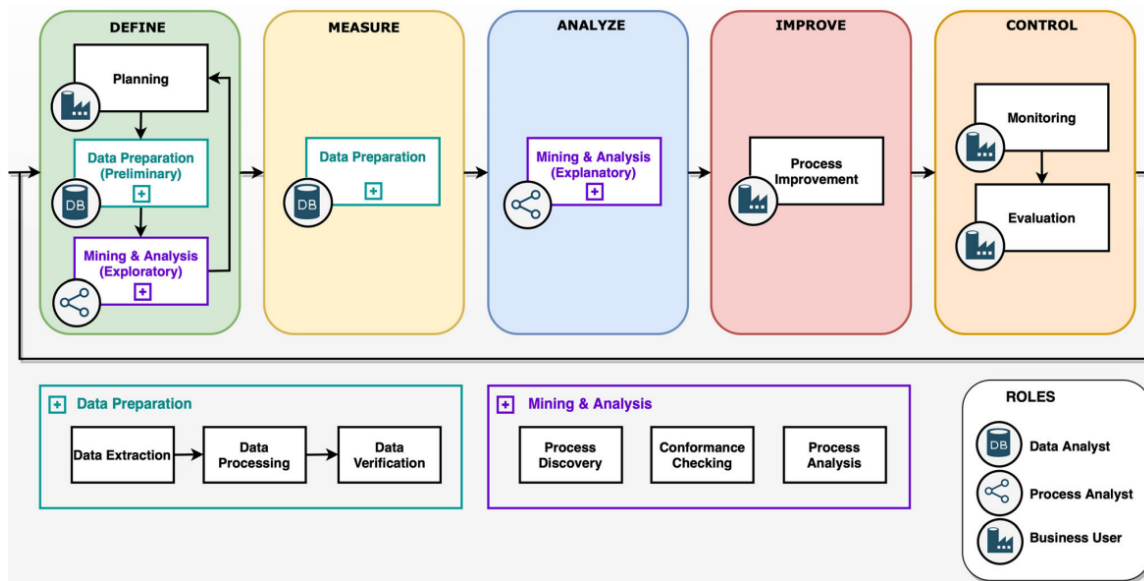 DEFINE
MEASURE
ANALYZE
IMPROVE
CONTROL
Planning
Data Preparation
(Preliminary)
DB
Mining & Analysis
(Exploratory)
Data Preparation
DB
Mining & Analysis
(Explanatory)
Process
Improvement
Monitoring
Evaluation
Data Preparation
Data Extraction
Data
Processing
Data
Verification
Mining & Analysis
Process
Discovery
Conformance
Checking
Process
Analysis
ROLES
DB
Data Analyst
Process Analyst
Business User